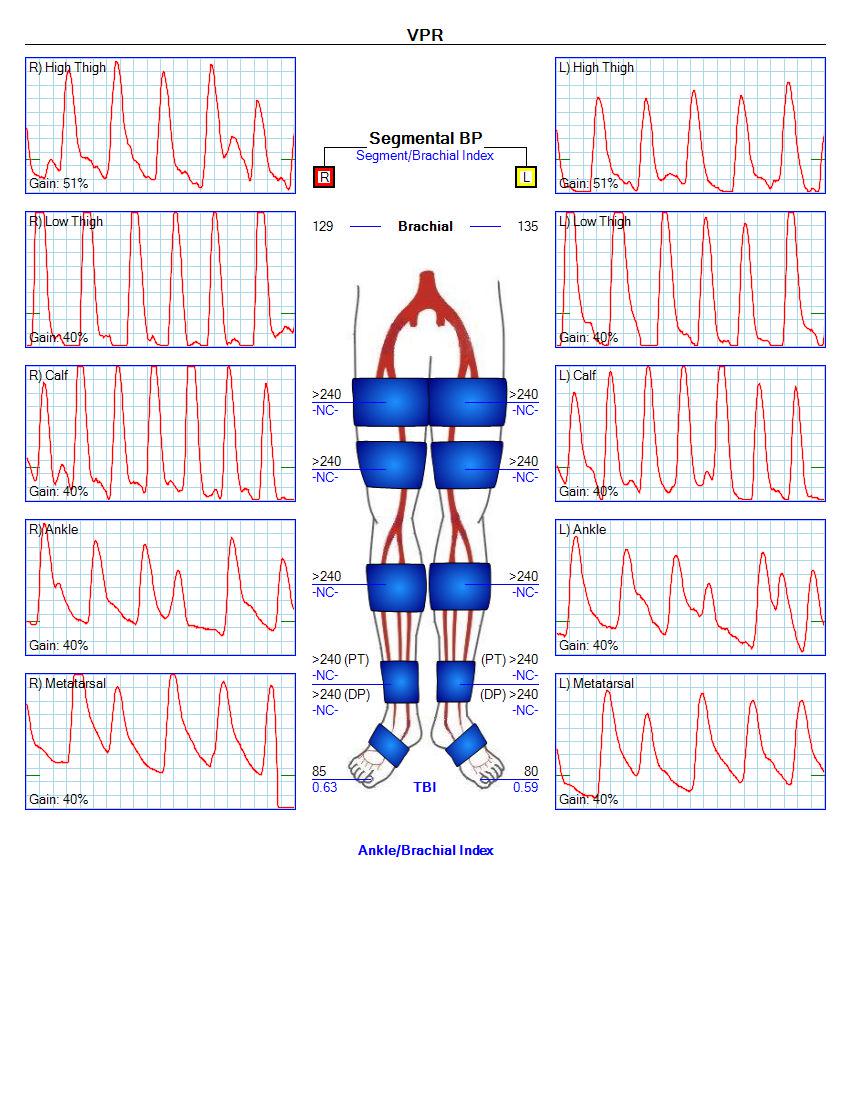 VPR
R) High Thigh
Gain: 51%
L) High Thigh
Gain: 51%
Segmental BP
Segment/Brachial Index
R
L
129
Brachial
135
R) Low Thigh
Gain: 40%
L) Low Thigh
Gain: 40%
R) Calf
Gain: 40%
L) Calf
Gain: 40%
>240
-NC-
>240
-NC-
>240
-NC-
>240
-NC-
R) Ankle
Gain: 40%
L) Ankle
Gain: 40%
>240
-NC-
>240
-NC-
>240 (PT)
-NC-
>240 (DP)
-NC-
(PT) >240
-NC-
(DP) >240
-NC-
R) Metatarsal
Gain: 40%
L) Metatarsal
Gain: 40%
85
0.63
TBI
80
0.59
Ankle/Brachial Index